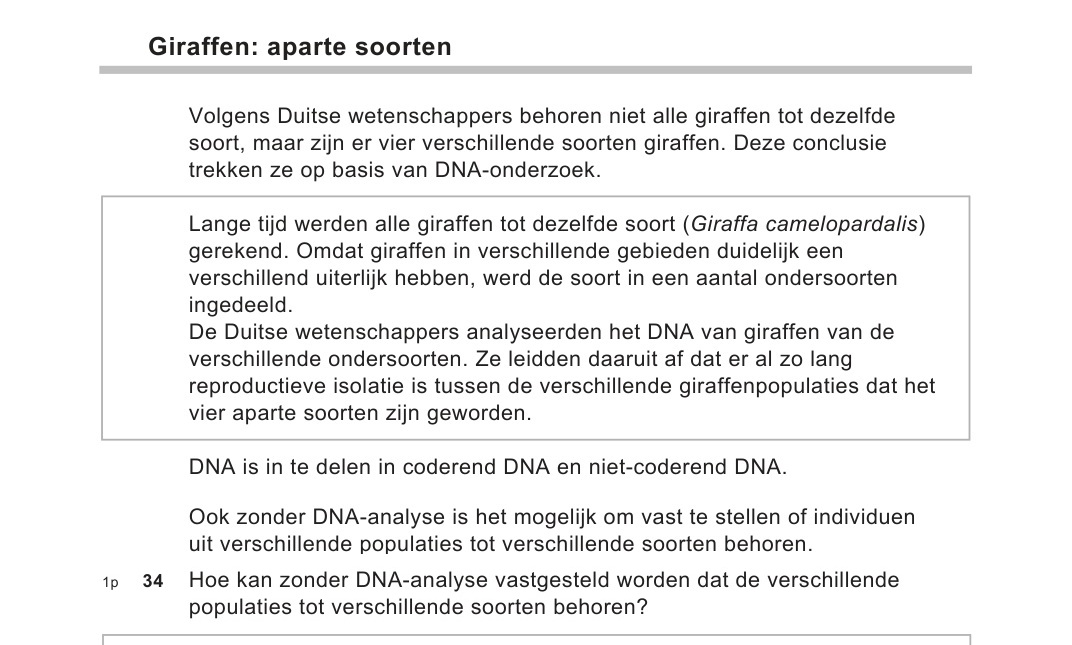 Giraffen: aparte soorten
Volgens Duitse wetenschappers behoren niet alle giraffen tot dezelfde
soort, maar zijn er vier verschillende soorten giraffen. Deze conclusie
trekken ze op basis van DNA-onderzoek.
Lange tijd werden alle giraffen tot dezelfde soort (Giraffa camelopardalis)
gerekend. Omdat giraffen in verschillende gebieden duidelijk een
verschillend uiterlijk hebben, werd de soort in een aantal ondersoorten
ingedeeld.
De Duitse wetenschappers analyseerden het DNA van giraffen van de
verschillende ondersoorten. Ze leidden daaruit af dat er al zo lang
reproductieve isolatie is tussen de verschillende giraffenpopulaties dat het
vier aparte soorten zijn geworden.
DNA is in te delen in coderend DNA en niet-coderend DNA.
Ook zonder DNA-analyse is het mogelijk om vast te stellen of individuen
uit verschillende populaties tot verschillende soorten behoren.
1p 34 Hoe kan zonder DNA-analyse vastgesteld worden dat de verschillende
populaties tot verschillende soorten behoren?